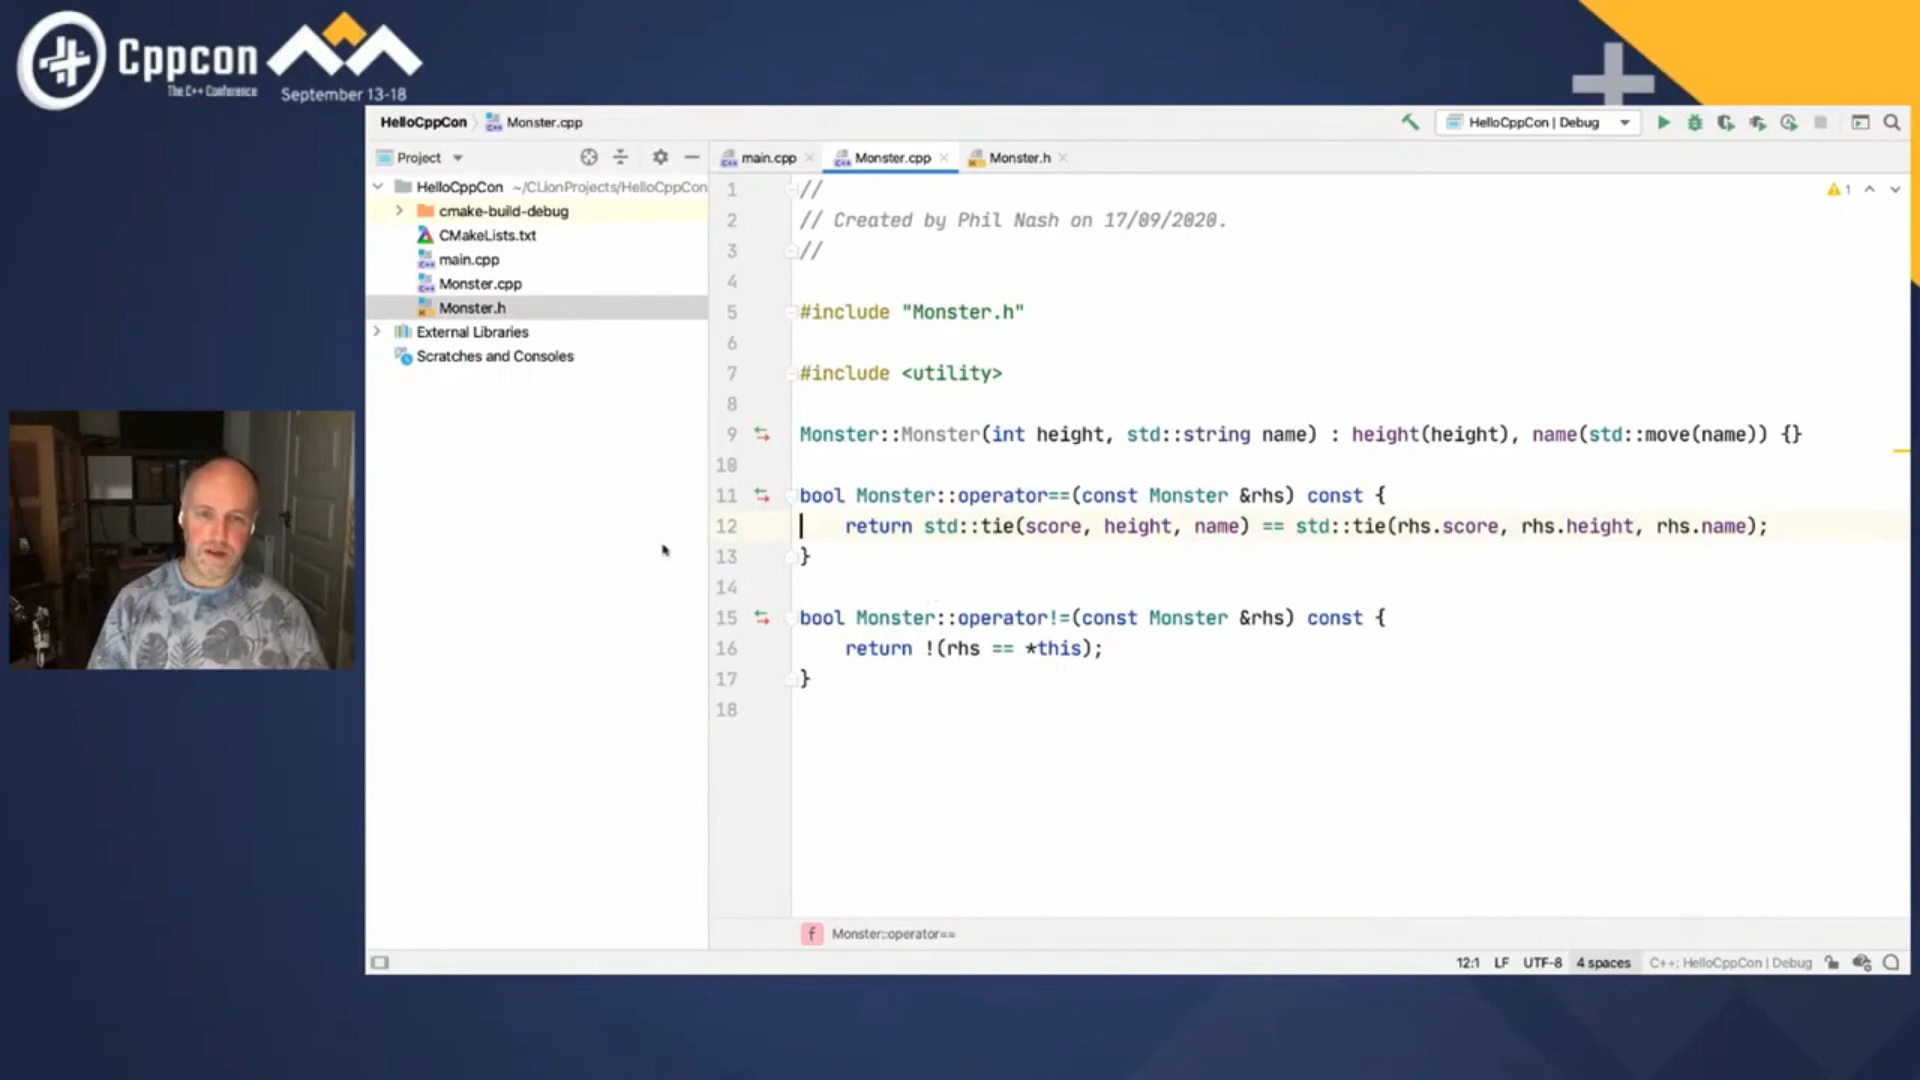 Cppcon
The C++ Conference
September 13-18
HelloCppCon
Monster.cpp
HelloCppCon | Debug
Project
main.cpp
Monster.cpp
Monster.h
HelloCppCon ~/CLionProjects/HelloCppCon
cmake-build-debug
CMakeLists.txt
main.cpp
Monster.cpp
Monster.h
External Libraries
Scratches and Consoles
1 //
2 // Created by Phil Nash on 17/09/2020.
3 //
4
5 #include "Monster.h"
6
7 #include <utility>
8
9 Monster::Monster(int height, std::string name) : height(height), name(std::move(name)) {}
10
11 bool Monster::operator==(const Monster &rhs) const {
12 return std::tie(score, height, name) == std::tie(rhs.score, rhs.height, rhs.name);
13 }
14
15 bool Monster::operator!=(const Monster &rhs) const {
16 return !(rhs == *this);
17 }
18
1
f Monster::operator==
12:1 LF UTF-8 4 spaces C++: HelloCppCon | Debug